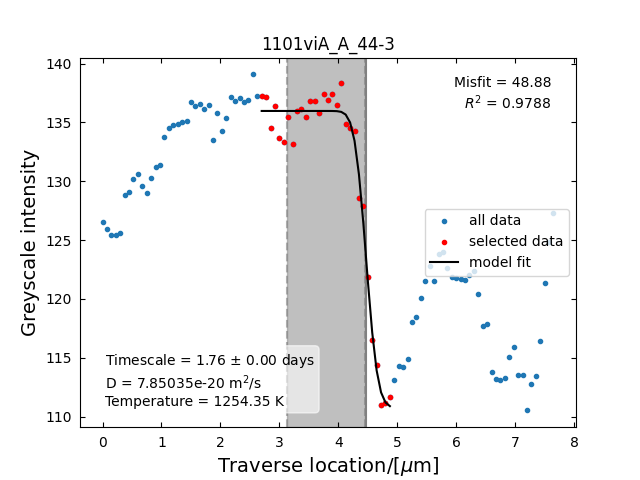 1101viA_A_44-3
Misfit = 48.88
R² = 0.9788
140
135
130
125
120
115
110
Greyscale intensity
all data
selected data
model fit
Timescale = 1.76 ± 0.00 days
D = 7.85035e-20 m²/s
Temperature = 1254.35 K
0 1 2 3 4 5 6 7 8
Traverse location/[μm]